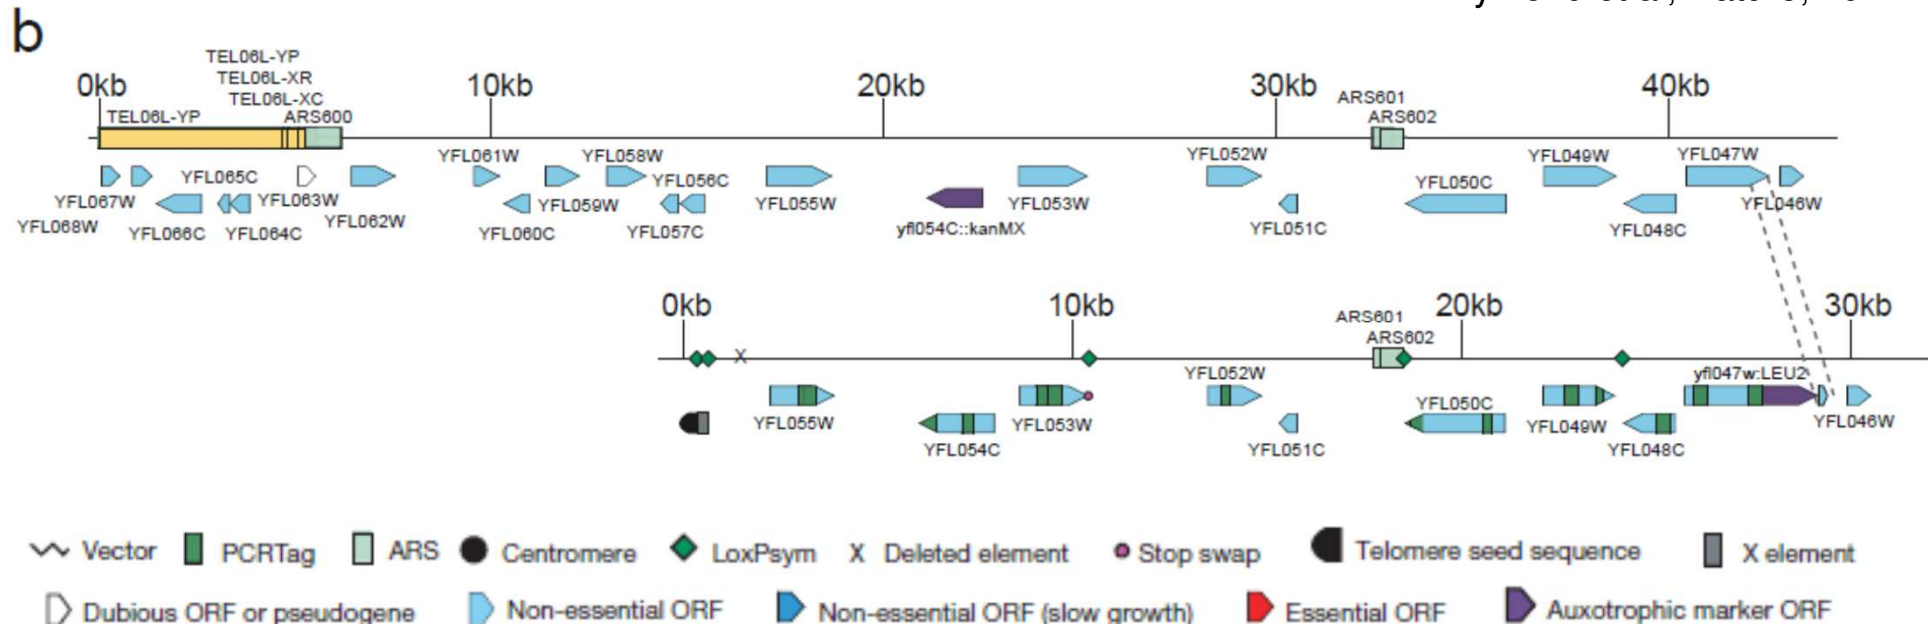 b
TEL06L-YP
TEL06L-XR
TEL06L-XC
0kb 10kb 20kb 30kb 40kb
TEL06L-YP ARS600 ARS601
ARS602
YFL061W YFL058W YFL052W YFL049W YFL047W
YFL065C YFL056C YFL050C
YFL067W YFL063W YFL059W YFL055W YFL053W YFL046W
YFL068W YFL066C YFL064C YFL062W YFL060C YFL057C yfl054C::kanMX YFL051C YFL048C
0kb 10kb 20kb 30kb
ARS601
ARS602
X
YFL052W yfl047w:LEU2
YFL050C
YFL055W YFL053W YFL049W YFL046W
YFL054C YFL051C YFL048C
Vector PCRTag ARS Centromere LoxPsym X Deleted element Stop swap Telomere seed sequence X element
Dubious ORF or pseudogene Non-essential ORF Non-essential ORF (slow growth) Essential ORF Auxotrophic marker ORF